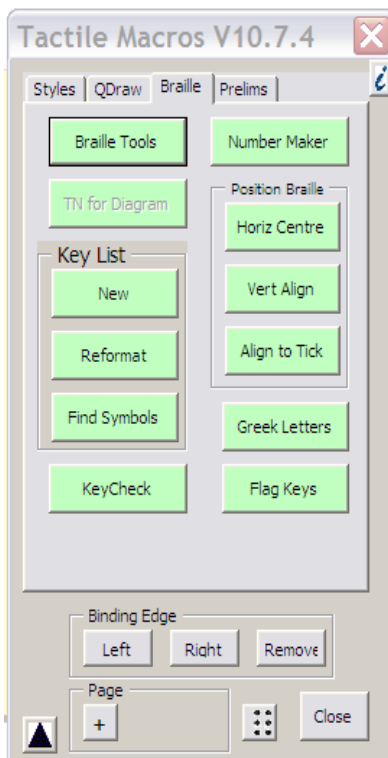 Tactile Macros V10.7.4
Styles QDraw Braille Prelims
Braille Tools Number Maker
TN for Diagram
Position Braille
Horiz Centre
Key List
New
Vert Align
Reformat
Align to Tick
Find Symbols
Greek Letters
KeyCheck Flag Keys
Binding Edge
Left Right Remove
Page
+
Close